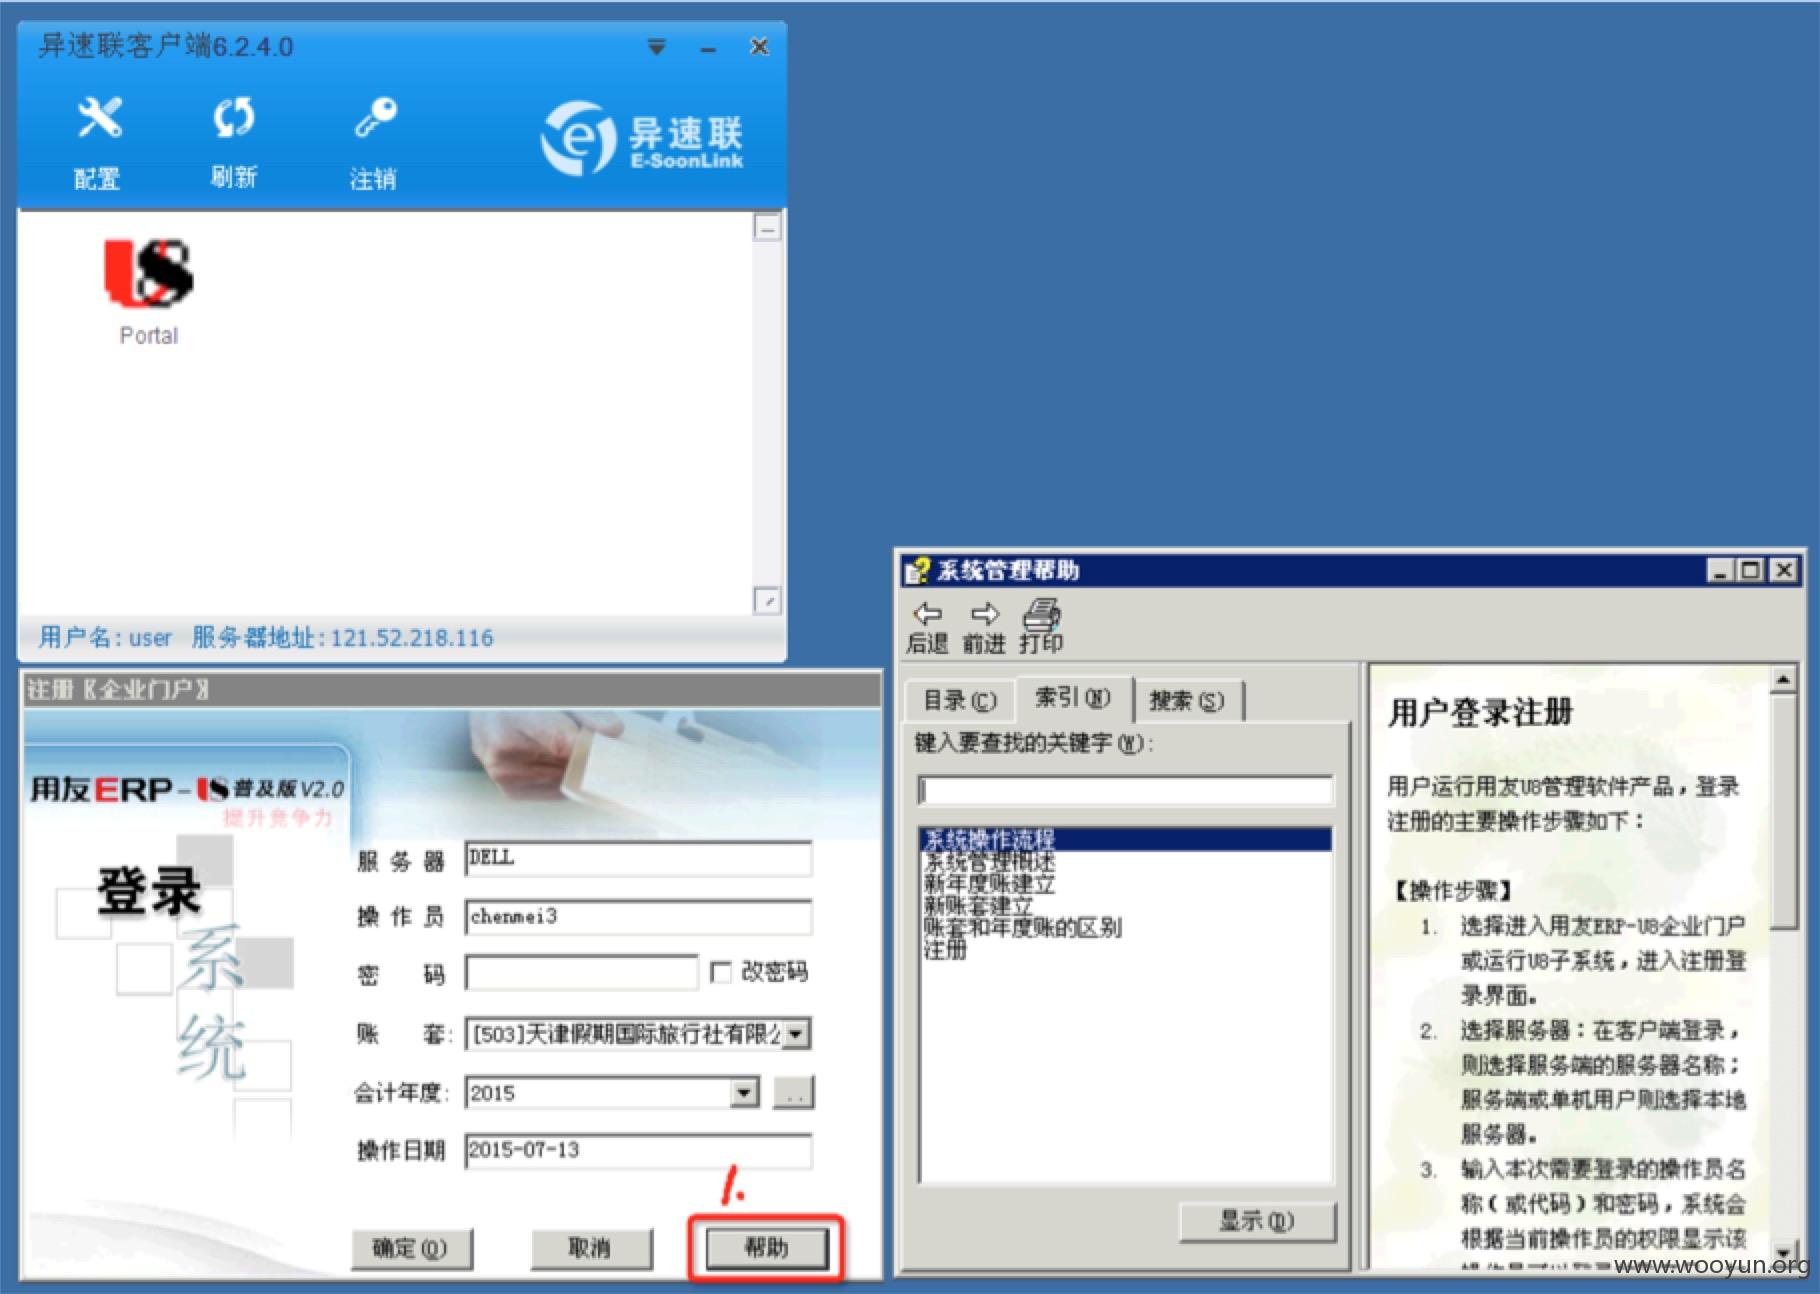 异速联客户端6.2.4.0
配置 刷新 注销
异速联
E-SoonLink
Portal
用户名: user 服务器地址: 121.52.218.116
注册〖企业门户〗
用友ERP-U8普及版V2.0
提升竞争力
登录
系
统
服 务 器 DELL
操 作 员 chenmei3
密 码 改密码
账 套: [503]天津假期国际旅行社有限
会计年度: 2015 ..
操作日期 2015-07-13
1.
确定(O) 取消 帮助
系统管理帮助
后退 前进 打印
目录(C) 索引(N) 搜索(S)
键入要查找的关键字(W):
系统操作流程
系统管理概述
新年度账建立
新账套建立
账套和年度账的区别
注册
显示(D)
用户登录注册
用户运行用友U8管理软件产品，登录
注册的主要操作步骤如下：
【操作步骤】
1. 选择进入用友ERP-U8企业门户
或运行U8子系统，进入注册登
录界面。
2. 选择服务器：在客户端登录，
则选择服务端的服务器名称；
服务端或单机用户则选择本地
服务器。
3. 输入本次需要登录的操作员名
称（或代码）和密码，系统会
根据当前操作员的权限显示该
www.wooyun.org